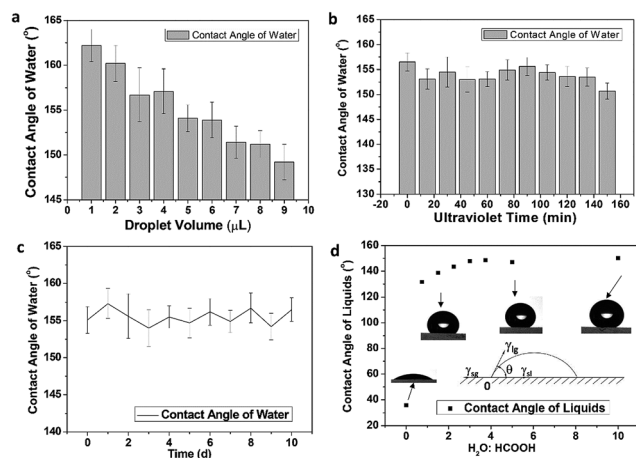 a
Contact Angle of Water (°)
165
160
155
150
145
Contact Angle of Water
0 1 2 3 4 5 6 7 8 9 10
Droplet Volume (μL)
b
Contact Angle of Water (°)
160
155
150
145
140
135
130
Contact Angle of Water
-20 0 20 40 60 80 100 120 140 160
Ultraviolet Time (min)
c
Contact Angle of Water (°)
165
160
155
150
145
140
Contact Angle of Water
0 2 4 6 8 10
Time (d)
d
Contact Angle of Liquids (°)
160
140
120
100
80
60
40
20
γlg
γsg θ γsl
0
Contact Angle of Liquids
0 2 4 6 8 10
H₂O: HCOOH